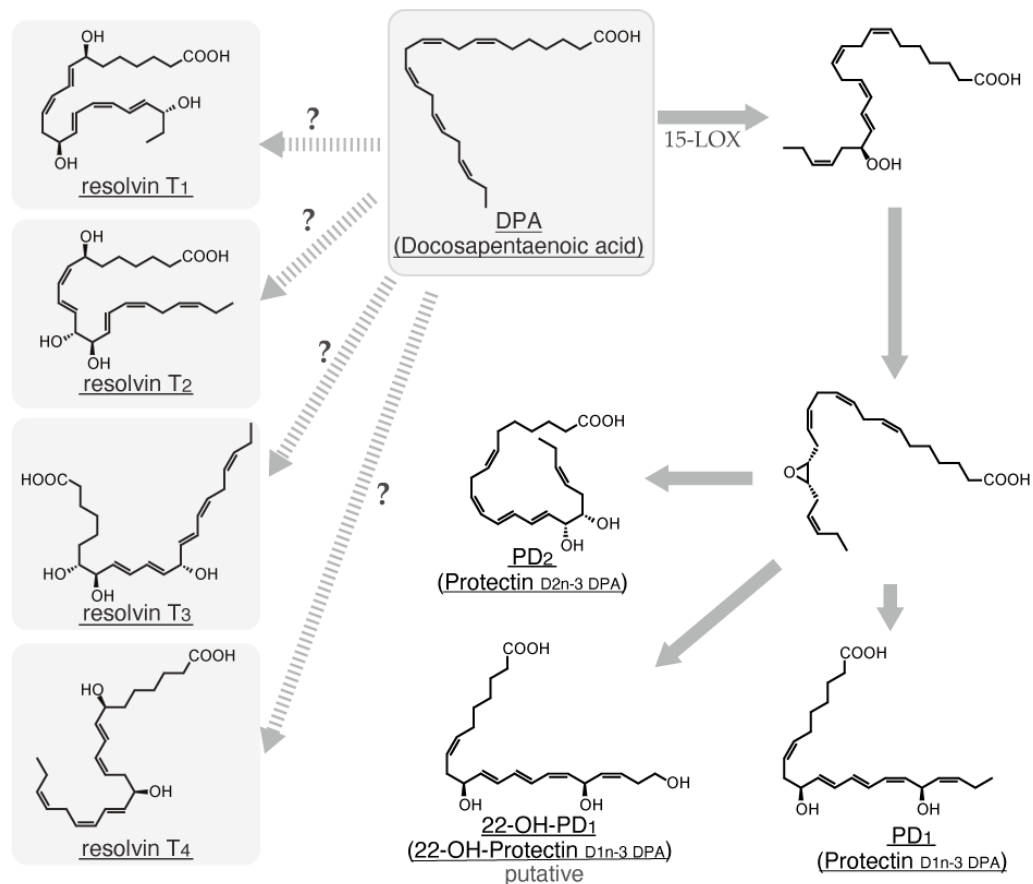 OH
COOH
OH
OH
resolvin T1
?
COOH
DPA
(Docosapentaenoic acid)
15-LOX
COOH
OOH
OH
COOH
HO
OH
resolvin T2
?
HOOC
HO
OH
OH
resolvin T3
?
COOH
OH
OH
PD2
(Protectin D2n-3 DPA)
O
COOH
COOH
HO
OH
resolvin T4
?
COOH
OH
OH
OH
22-OH-PD1
(22-OH-Protectin D1n-3 DPA)
putative
COOH
OH
OH
PD1
(Protectin D1n-3 DPA)